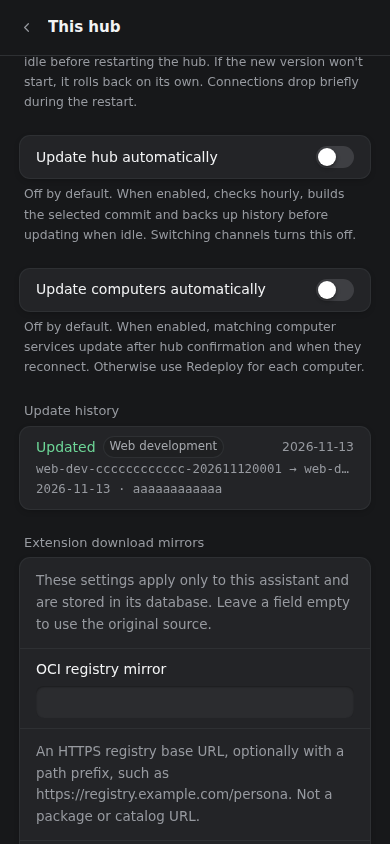 This hub
idle before restarting the hub. If the new version won't
start, it rolls back on its own. Connections drop briefly
during the restart.
Update hub automatically
Off by default. When enabled, checks hourly, builds
the selected commit and backs up history before
updating when idle. Switching channels turns this off.
Update computers automatically
Off by default. When enabled, matching computer
services update after hub confirmation and when they
reconnect. Otherwise use Redeploy for each computer.
Update history
Updated Web development 2026-11-13
web-dev-cccccccccccc-202611120001 → web-d…
2026-11-13 · aaaaaaaaaaaa
Extension download mirrors
These settings apply only to this assistant and
are stored in its database. Leave a field empty
to use the original source.
OCI registry mirror
An HTTPS registry base URL, optionally with a
path prefix, such as
https://registry.example.com/persona. Not a
package or catalog URL.